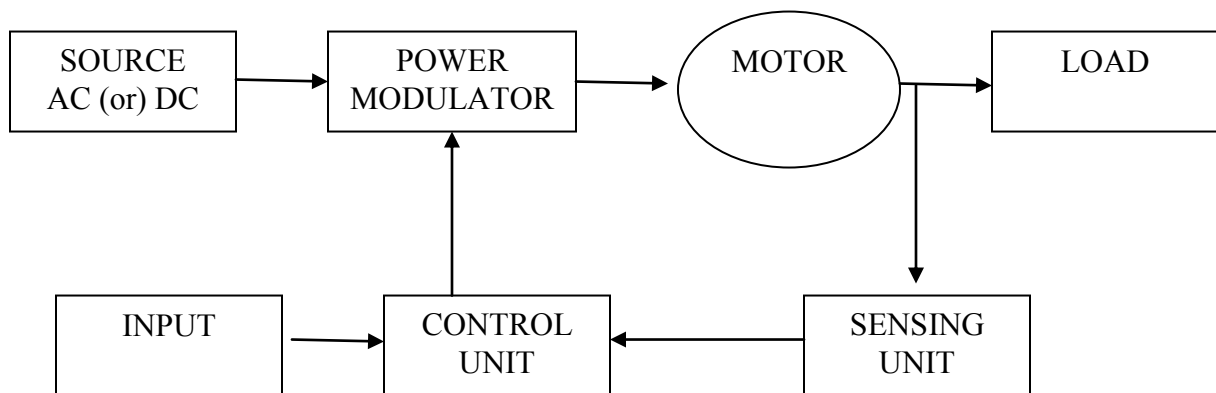 SOURCE
AC (or) DC
POWER
MODULATOR
MOTOR
LOAD
INPUT
CONTROL
UNIT
SENSING
UNIT